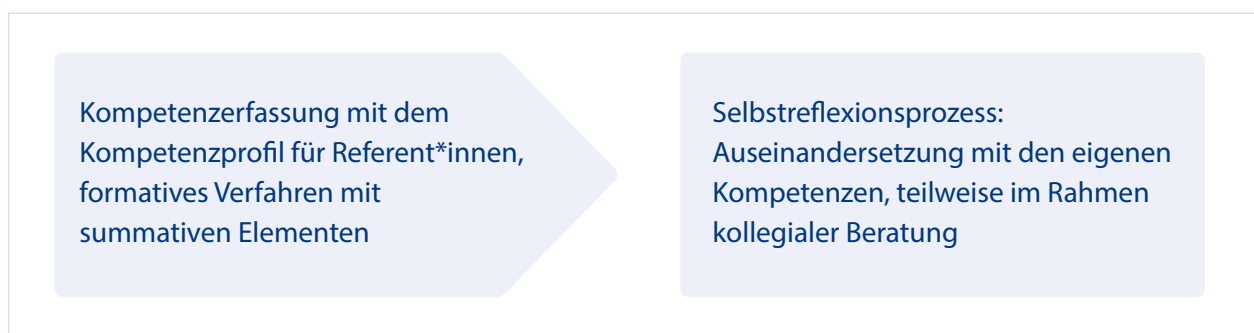 Kompetenzerfassung mit dem
Kompetenzprofil für Referent*innen,
formatives Verfahren mit
summativen Elementen
Selbstreflexionsprozess:
Auseinandersetzung mit den eigenen
Kompetenzen, teilweise im Rahmen
kollegialer Beratung